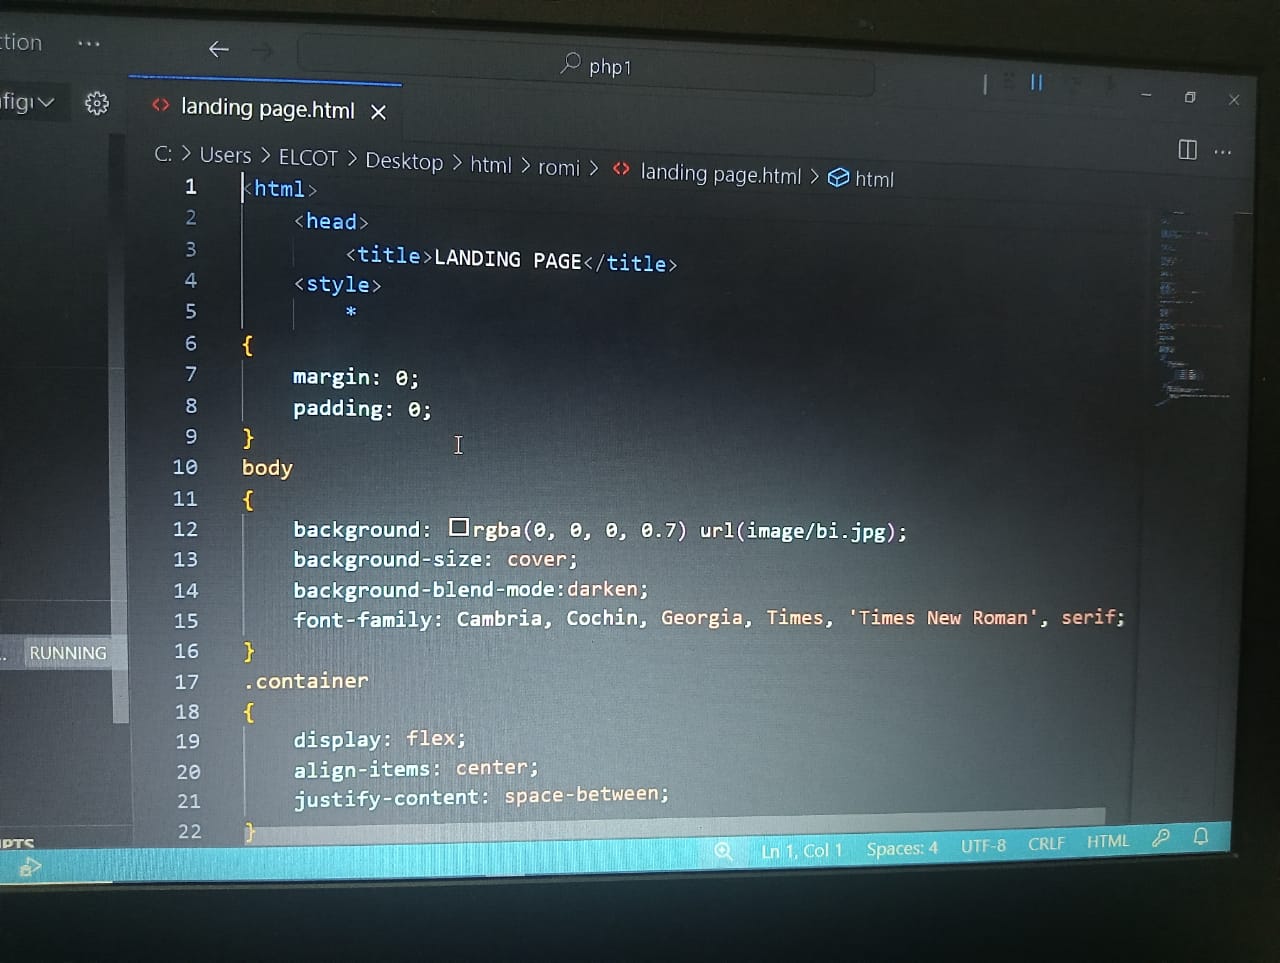 ction ...
php1
figu
landing page.html
C: > Users > ELCOT > Desktop > html > romi > <> landing page.html > html
1 <html>
2 <head>
3 <title>LANDING PAGE</title>
4 <style>
5 *
6 {
7 margin: 0;
8 padding: 0;
9 }
10 body
11 {
12 background: rgba(0, 0, 0, 0.7) url(image/bi.jpg);
13 background-size: cover;
14 background-blend-mode:darken;
15 font-family: Cambria, Cochin, Georgia, Times, 'Times New Roman', serif;
16 }
17 .container
18 {
19 display: flex;
20 align-items: center;
21 justify-content: space-between;
22 }
RUNNING
IPTS
Ln 1, Col 1 Spaces: 4 UTF-8 CRLF HTML